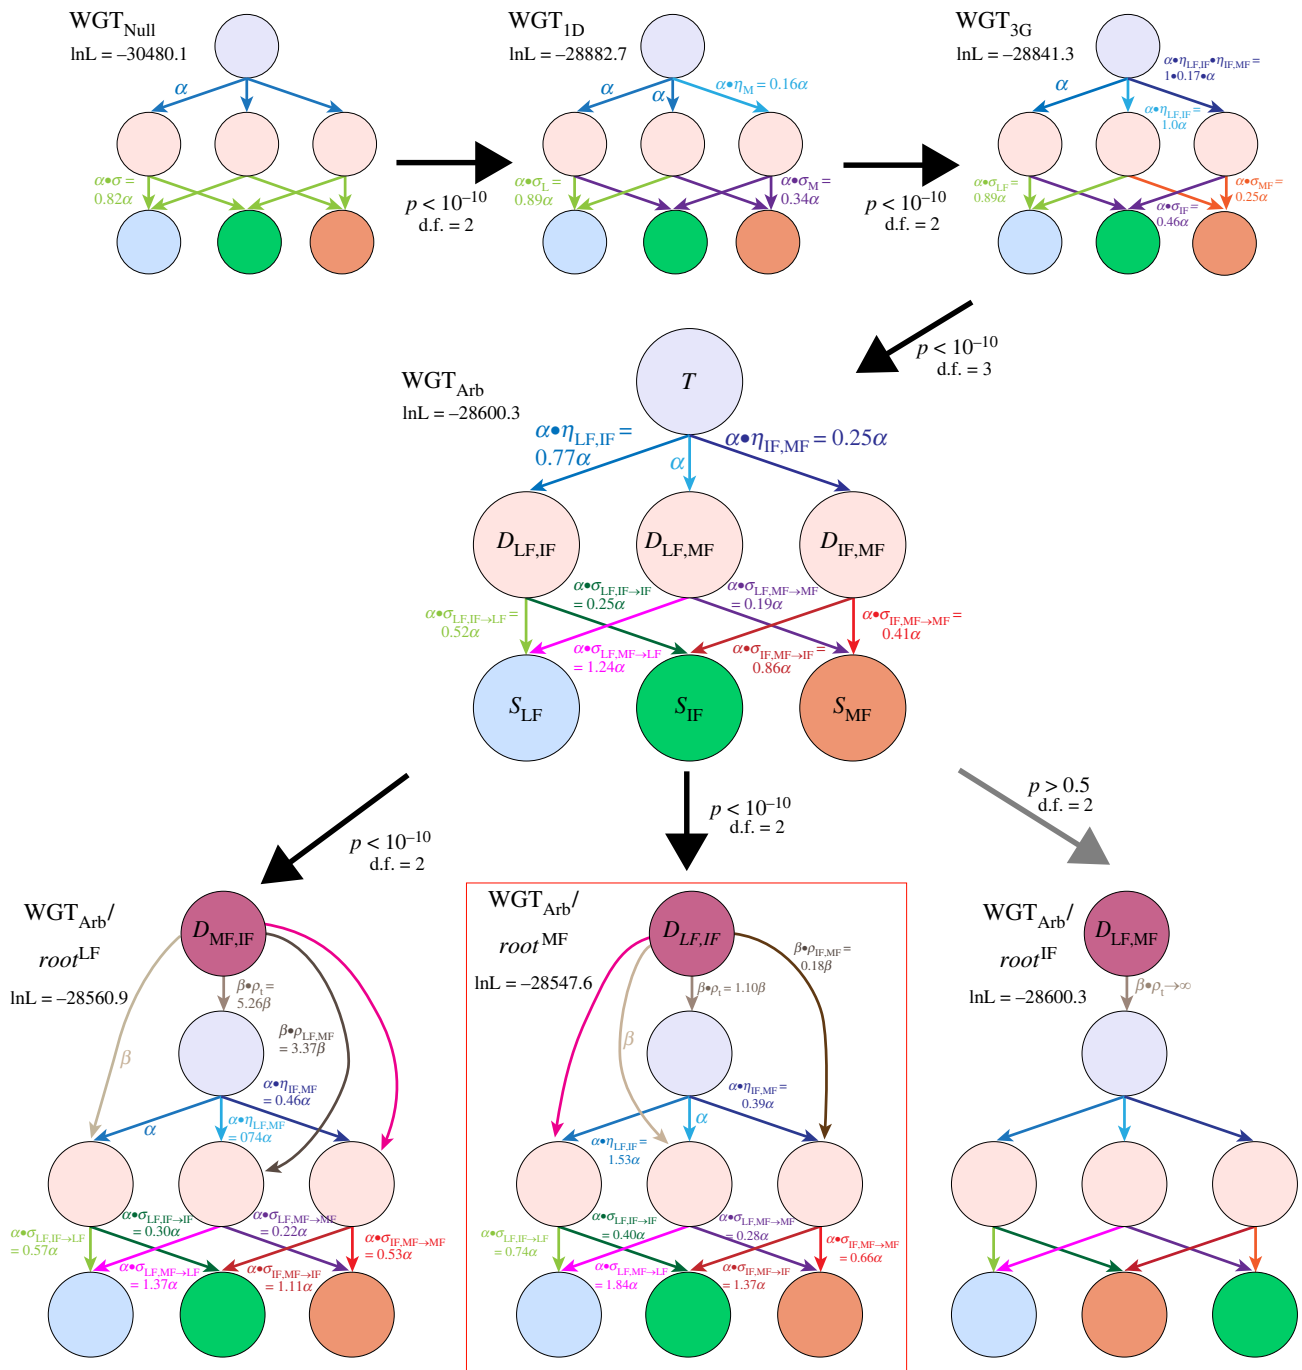 WGT_Null
lnL = –30480.1
α
α•σ =
0.82α
p < 10⁻¹⁰
d.f. = 2
WGT_1D
lnL = –28882.7
α
α
α•η_M = 0.16α
α•σ_L =
0.89α
α•σ_M =
0.34α
p < 10⁻¹⁰
d.f. = 2
WGT_3G
lnL = –28841.3
α
α•η_LF,IF•η_IF,MF =
1•0.17•α
α•η_LF,IF =
1.0α
α•σ_LF =
0.89α
α•σ_IF =
0.46α
α•σ_MF =
0.25α
p < 10⁻¹⁰
d.f. = 3
WGT_Arb
lnL = –28600.3
T
α•η_LF,IF =
0.77α
α
α•η_IF,MF = 0.25α
D_LF,IF
D_LF,MF
D_IF,MF
α•σ_LF,IF→LF =
0.52α
α•σ_LF,IF→IF
= 0.25α
α•σ_LF,MF→LF
= 1.24α
α•σ_LF,MF→MF
= 0.19α
α•σ_IF,MF→IF =
0.86α
α•σ_IF,MF→MF =
0.41α
S_LF
S_IF
S_MF
p < 10⁻¹⁰
d.f. = 2
p < 10⁻¹⁰
d.f. = 2
p > 0.5
d.f. = 2
WGT_Arb/
root^LF
lnL = –28560.9
D_MF,IF
β•ρ_t =
5.26β
β
β•ρ_LF,MF
= 3.37β
α•η_IF,MF
= 0.46α
α
α•η_LF,MF
= 074α
α•σ_LF,IF→LF
= 0.57α
α•σ_LF,IF→IF
= 0.30α
α•σ_LF,MF→LF
= 1.37α
α•σ_LF,MF→MF
= 0.22α
α•σ_IF,MF→IF
= 1.11α
α•σ_IF,MF→MF
= 0.53α
WGT_Arb/
root^MF
lnL = –28547.6
D_LF,IF
β•ρ_IF,MF =
0.18β
β•ρ_t = 1.10β
β
α•η_IF,MF =
0.39α
α
α•η_LF,IF =
1.53α
α•σ_LF,IF→LF
= 0.74α
α•σ_LF,IF→IF
= 0.40α
α•σ_LF,MF→LF
= 1.84α
α•σ_LF,MF→MF
= 0.28α
α•σ_IF,MF→IF
= 1.37α
α•σ_IF,MF→MF
= 0.66α
WGT_Arb/
root^IF
lnL = –28600.3
D_LF,MF
β•ρ_t→∞